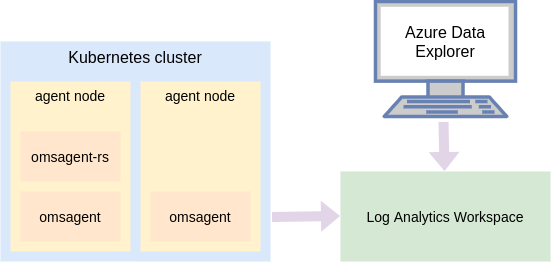 Kubernetes cluster
agent node
omsagent-rs
omsagent
agent node
omsagent
Azure Data
Explorer
Log Analytics Workspace